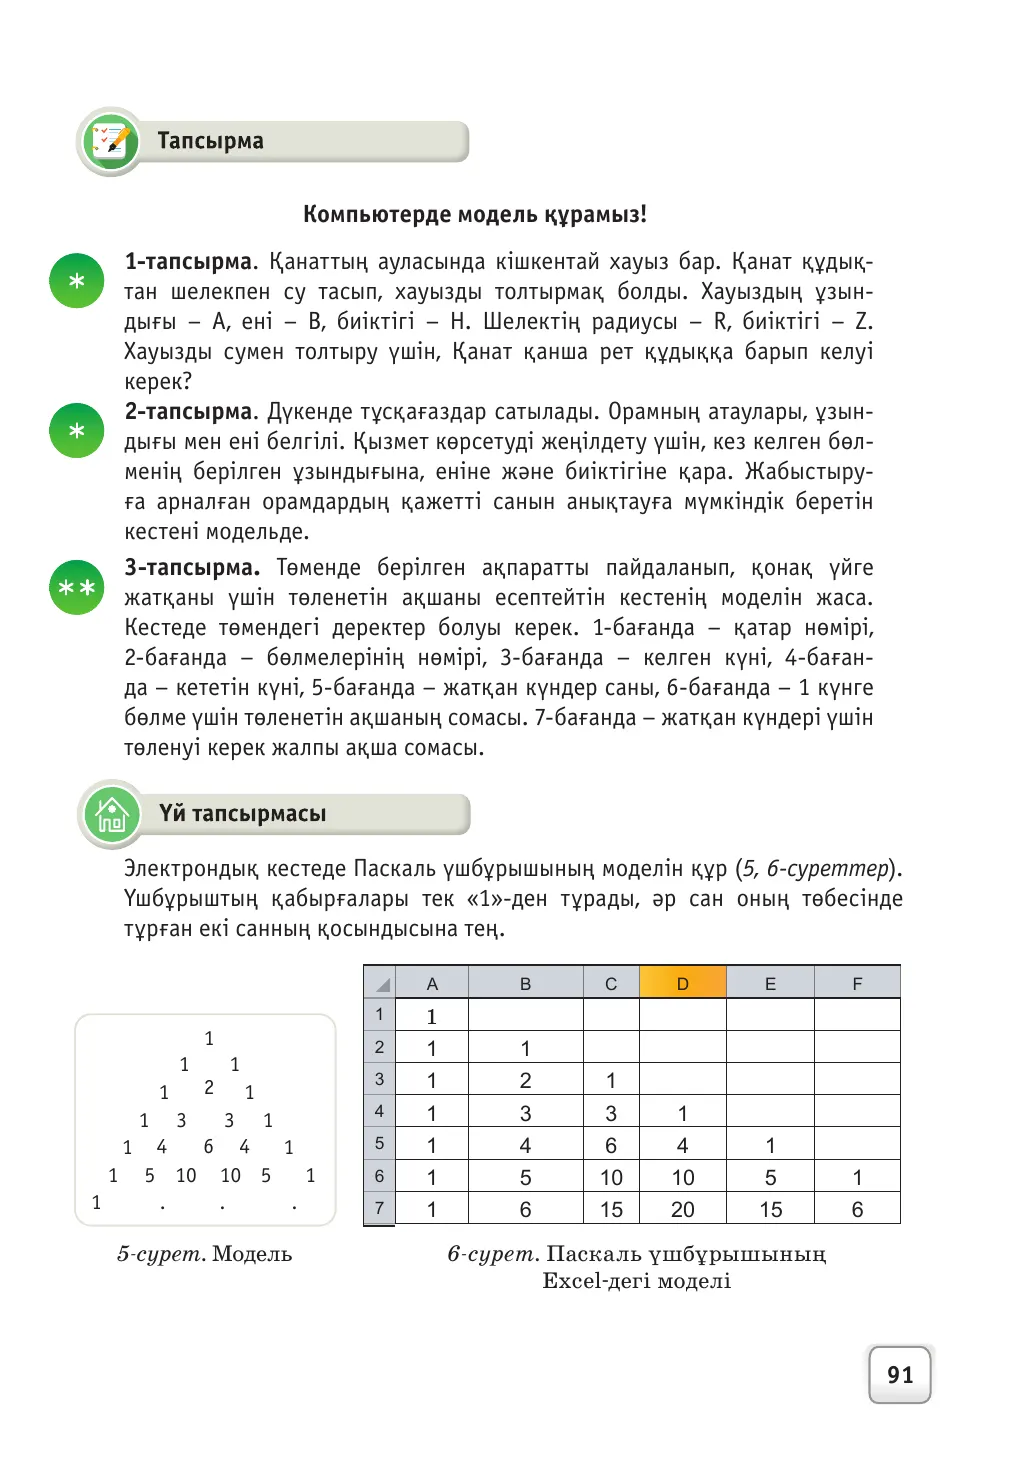 Тапсырма
Компьютерде модель құрамыз!
* 1-тапсырма. Қанаттың ауласында кішкентай хауыз бар. Қанат құдық-
тан шелекпен су тасып, хауызды толтырмақ болды. Хауыздың ұзын-
дығы – А, ені – В, биіктігі – Н. Шелектің радиусы – R, биіктігі – Z.
Хауызды сумен толтыру үшін, Қанат қанша рет құдыққа барып келуі
керек?
* 2-тапсырма. Дүкенде тұсқағаздар сатылады. Орамның атаулары, ұзын-
дығы мен ені белгілі. Қызмет көрсетуді жеңілдету үшін, кез келген бөл-
менің берілген ұзындығына, еніне және биіктігіне қара. Жабыстыру-
ға арналған орамдардың қажетті санын анықтауға мүмкіндік беретін
кестені модельде.
** 3-тапсырма. Төменде берілген ақпаратты пайдаланып, қонақ үйге
жатқаны үшін төленетін ақшаны есептейтін кестенің моделін жаса.
Кестеде төмендегі деректер болуы керек. 1-бағанда – қатар нөмірі,
2-бағанда – бөлмелерінің нөмірі, 3-бағанда – келген күні, 4-баған-
да – кететін күні, 5-бағанда – жатқан күндер саны, 6-бағанда – 1 күнге
бөлме үшін төленетін ақшаның сомасы. 7-бағанда – жатқан күндері үшін
төленуі керек жалпы ақша сомасы.
Үй тапсырмасы
Электрондық кестеде Паскаль үшбұрышының моделін құр (5, 6-суреттер).
Үшбұрыштың қабырғалары тек «1»-ден тұрады, әр сан оның төбесінде
тұрған екі санның қосындысына тең.
1
1 1
1 2 1
1 3 3 1
1 4 6 4 1
1 5 10 10 5 1
1 . . .
5-сурет. Модель
A B C D E F
1 1
2 1 1
3 1 2 1
4 1 3 3 1
5 1 4 6 4 1
6 1 5 10 10 5 1
7 1 6 15 20 15 6
6-сурет. Паскаль үшбұрышының
Excel-дегі моделі
91